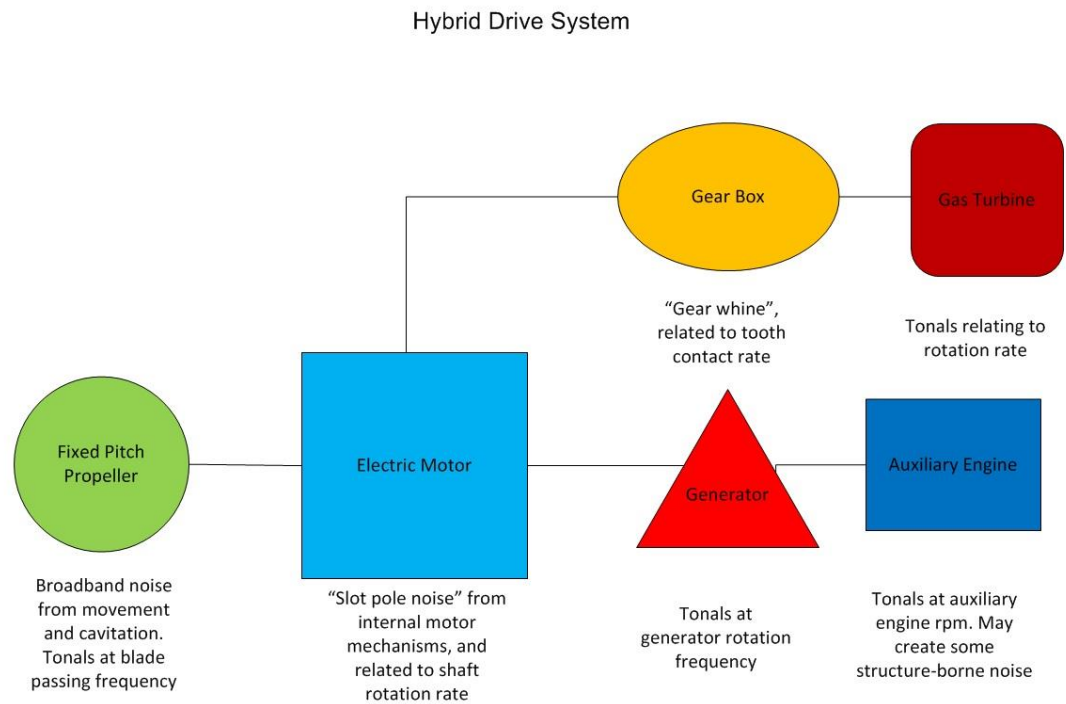 Hybrid Drive System
Gear Box
Gas Turbine
“Gear whine”,
related to tooth
contact rate
Tonals relating to
rotation rate
Fixed Pitch
Propeller
Electric Motor
Generator
Auxiliary Engine
Broadband noise
from movement
and cavitation.
Tonals at blade
passing frequency
“Slot pole noise” from
internal motor
mechanisms, and
related to shaft
rotation rate
Tonals at
generator rotation
frequency
Tonals at auxiliary
engine rpm. May
create some
structure-borne noise